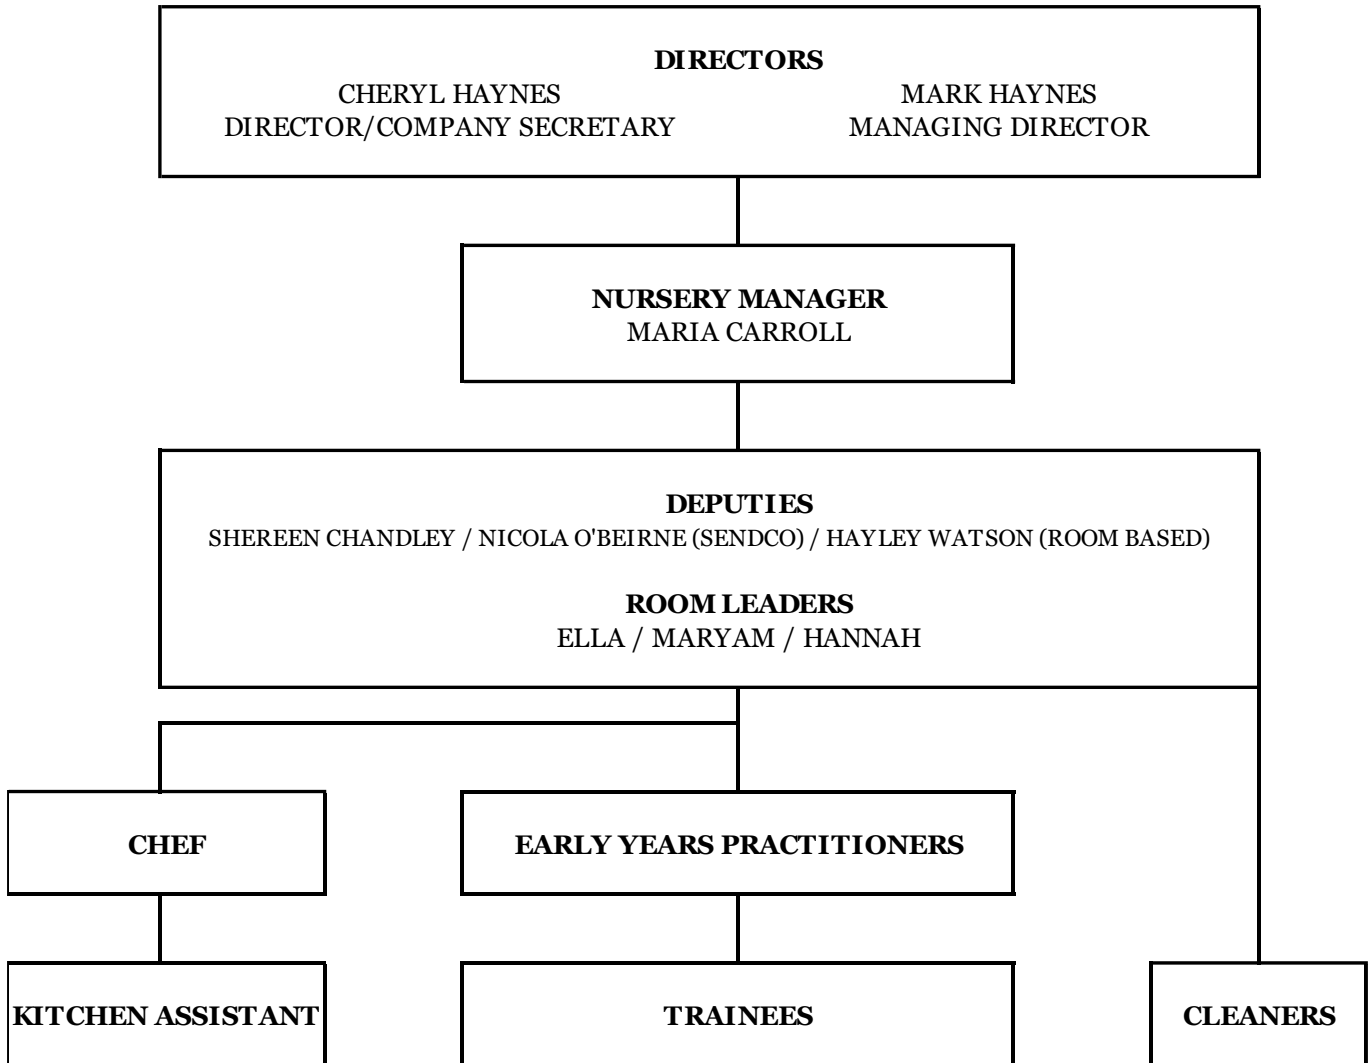 DIRECTORS
CHERYL HAYNES
DIRECTOR/COMPANY SECRETARY
MARK HAYNES
MANAGING DIRECTOR
NURSERY MANAGER
MARIA CARROLL
DEPUTIES
SHEREEN CHANDLEY / NICOLA O'BEIRNE (SENDCO) / HAYLEY WATSON (ROOM BASED)
ROOM LEADERS
ELLA / MARYAM / HANNAH
CHEF
EARLY YEARS PRACTITIONERS
KITCHEN ASSISTANT
TRAINEES
CLEANERS